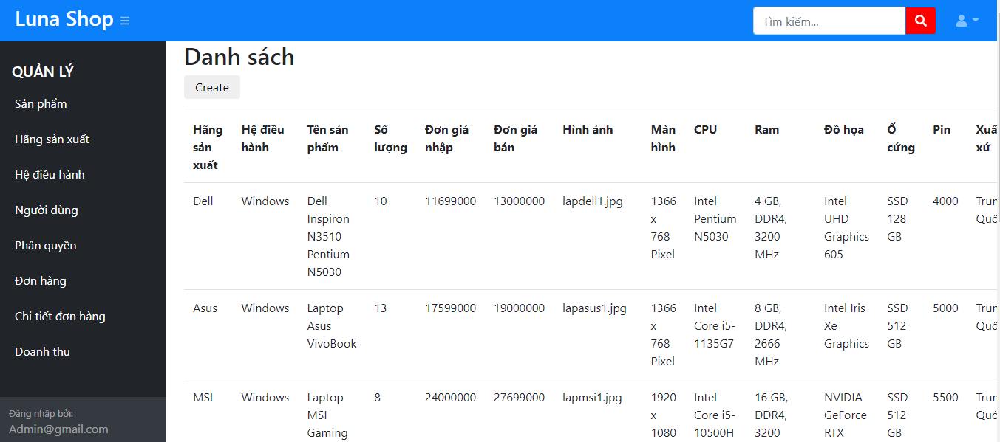 Luna Shop
Tìm kiếm...
QUẢN LÝ
Sản phẩm
Hãng sản xuất
Hệ điều hành
Người dùng
Phân quyền
Đơn hàng
Chi tiết đơn hàng
Doanh thu
Đăng nhập bởi:
Admin@gmail.com
Danh sách
Create
Hãng sản xuất Hệ điều hành Tên sản phẩm Số lượng Đơn giá nhập Đơn giá bán Hình ảnh Màn hình CPU Ram Đồ họa Ổ cứng Pin xứ
Dell Windows Dell Inspiron N3510 Pentium N5030 10 11699000 13000000 lapdell1.jpg 1366 x 768 Pixel Intel Pentium N5030 4 GB, DDR4, 3200 MHz Intel UHD Graphics 605 SSD 128 GB 4000
Asus Windows Laptop Asus VivoBook 13 17599000 19000000 lapasus1.jpg 1366 x 768 Pixel Intel Core i5-1135G7 8 GB, DDR4, 2666 MHz Intel Iris Xe Graphics SSD 512 GB 5000
MSI Windows Laptop MSI Gaming 8 24000000 27699000 lapmsi1.jpg 1920 x 1080 Intel Core i5-10500H 16 GB, DDR4, 3200 NVIDIA GeForce RTX SSD 512 GB 5500